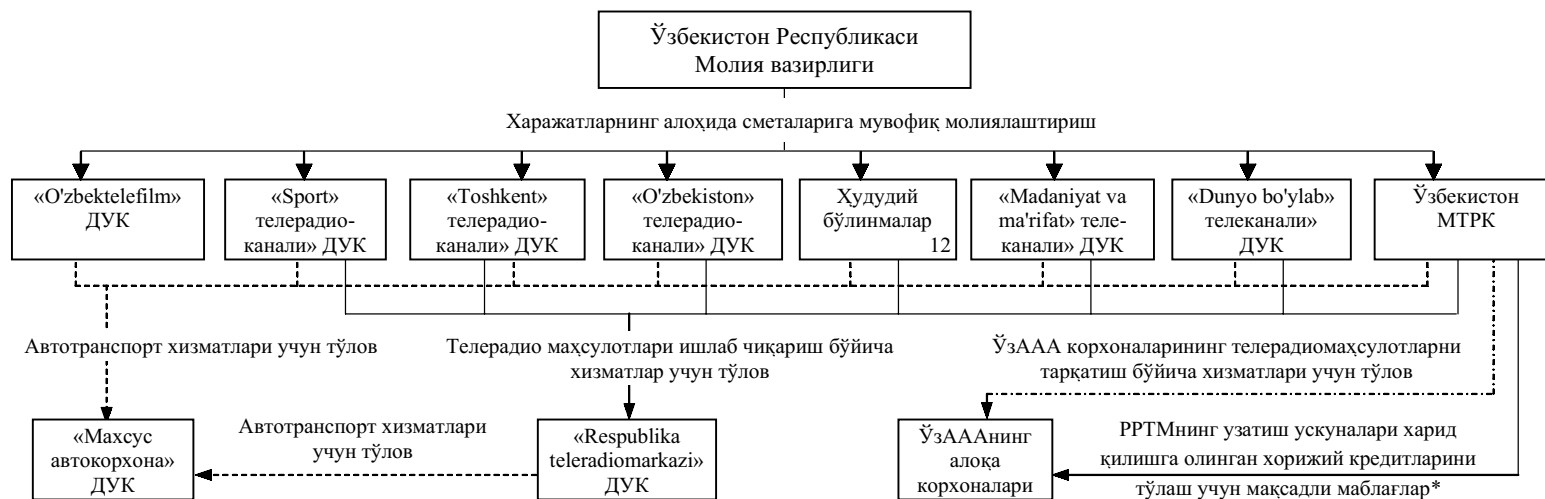 Ўзбекистон Республикаси
Молия вазирлиги
Харажатларнинг алоҳида сметаларига мувофиқ молиялаштириш
«O'zbektelefilm»
ДУК
«Sport»
телерадио-
канали» ДУК
«Toshkent»
телерадио-
канали» ДУК
«O'zbekiston»
телерадио-
канали» ДУК
Ҳудудий
бўлинмалар
12
«Madaniyat va
ma'rifat» теле-
канали» ДУК
«Dunyo bo'ylab»
телеканали»
ДУК
Ўзбекистон
МТРК
Автотранспорт хизматлари учун тўлов
Телерадио маҳсулотлари ишлаб чиқариш бўйича
хизматлар учун тўлов
ЎзААА корхоналарининг телерадиомаҳсулотларни
тарқатиш бўйича хизматлари учун тўлов
«Махсус
автокорхона»
ДУК
Автотранспорт хизматлари
учун тўлов
«Respublika
teleradiomarkazi»
ДУК
ЎзАААнинг
алоқа
корхоналари
РРТМнинг узатиш ускуналари харид
қилишга олинган хорижий кредитларини
тўлаш учун мақсадли маблағлар*